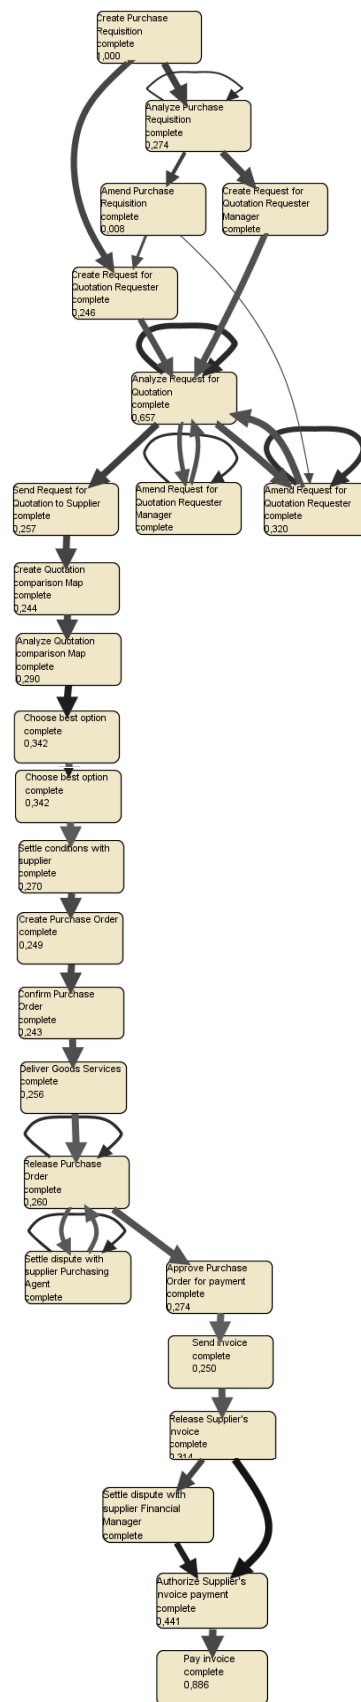 Create Purchase
Requisition
complete
1,000
Analyze Purchase
Requisition
complete
0,274
Amend Purchase
Requisition
complete
0,008
Create Request for
Quotation Requester
Manager
complete
Create Request for
Quotation Requester
complete
0,246
Analyze Request for
Quotation
complete
0,657
Send Request for
Quotation to Supplier
complete
0,257
Amend Request for
Quotation Requester
Manager
complete
Amend Request for
Quotation Requester
complete
0,320
Create Quotation
comparison Map
complete
0,244
Analyze Quotation
comparison Map
complete
0,290
Choose best option
complete
0,342
Choose best option
complete
0,342
Settle conditions with
supplier
complete
0,270
Create Purchase Order
complete
0,249
Confirm Purchase
Order
complete
0,243
Deliver Goods Services
complete
0,256
Release Purchase
Order
complete
0,260
Settle dispute with
supplier Purchasing
Agent
complete
Approve Purchase
Order for payment
complete
0,274
Send invoice
complete
0,250
Release Supplier's
Invoice
complete
0,314
Settle dispute with
supplier Financial
Manager
complete
Authorize Supplier's
Invoice payment
complete
0,441
Pay invoice
complete
0,886